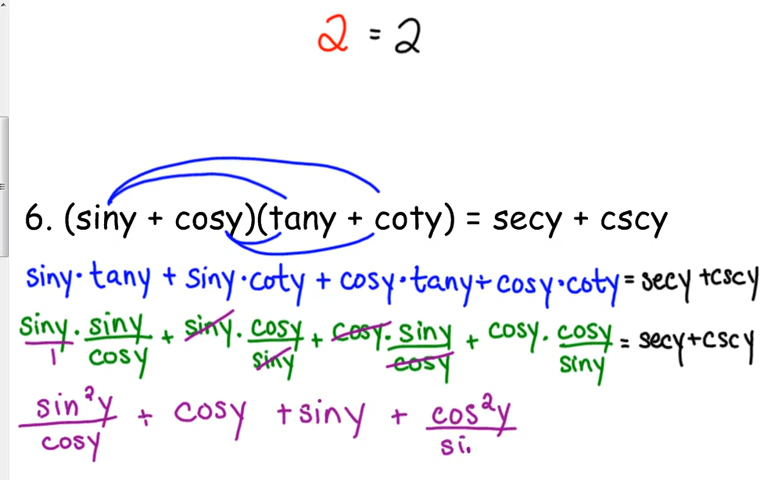 2 = 2
6. (siny + cosy)(tany + coty) = secy + cscy
siny·tany + siny·coty + cosy·tany + cosy·coty = secy + cscy
siny/1 · siny/cosy + siny · cosy/siny + cosy · siny/cosy + cosy · cosy/siny = secy + cscy
sin²y/cosy + cosy + siny + cos²y/si